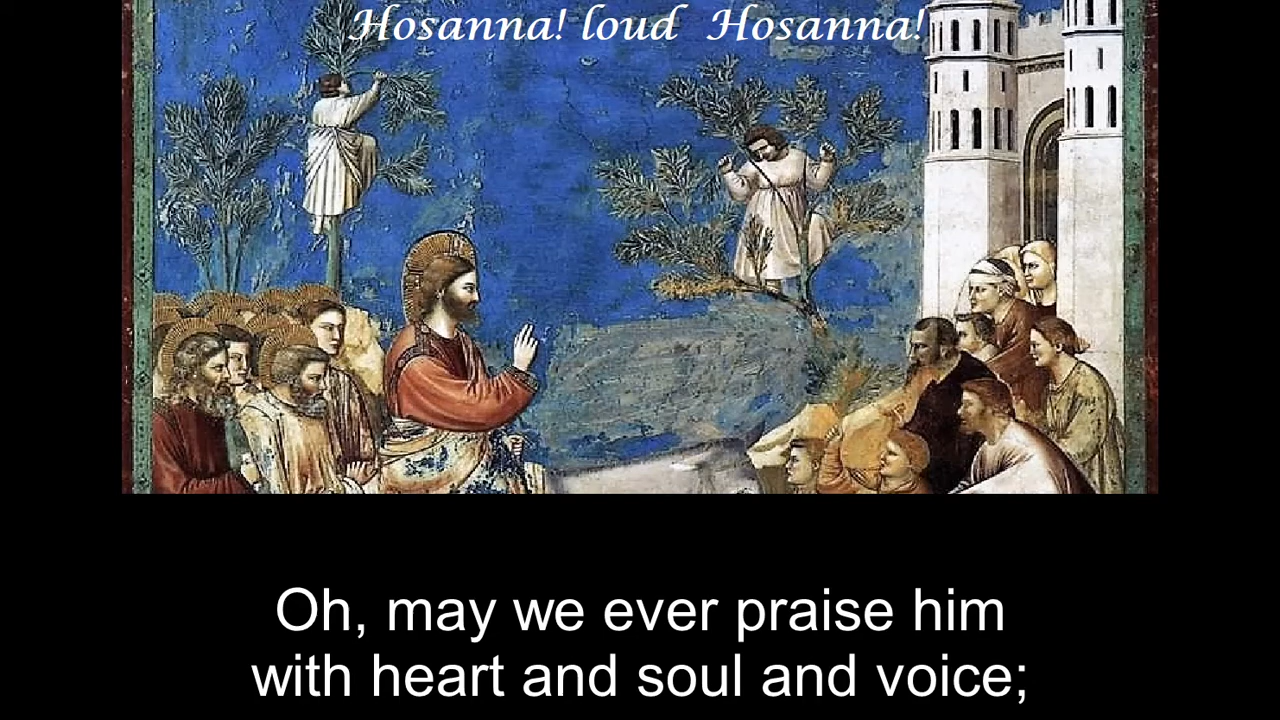 Hosanna! loud Hosanna!
Oh, may we ever praise him
with heart and soul and voice;